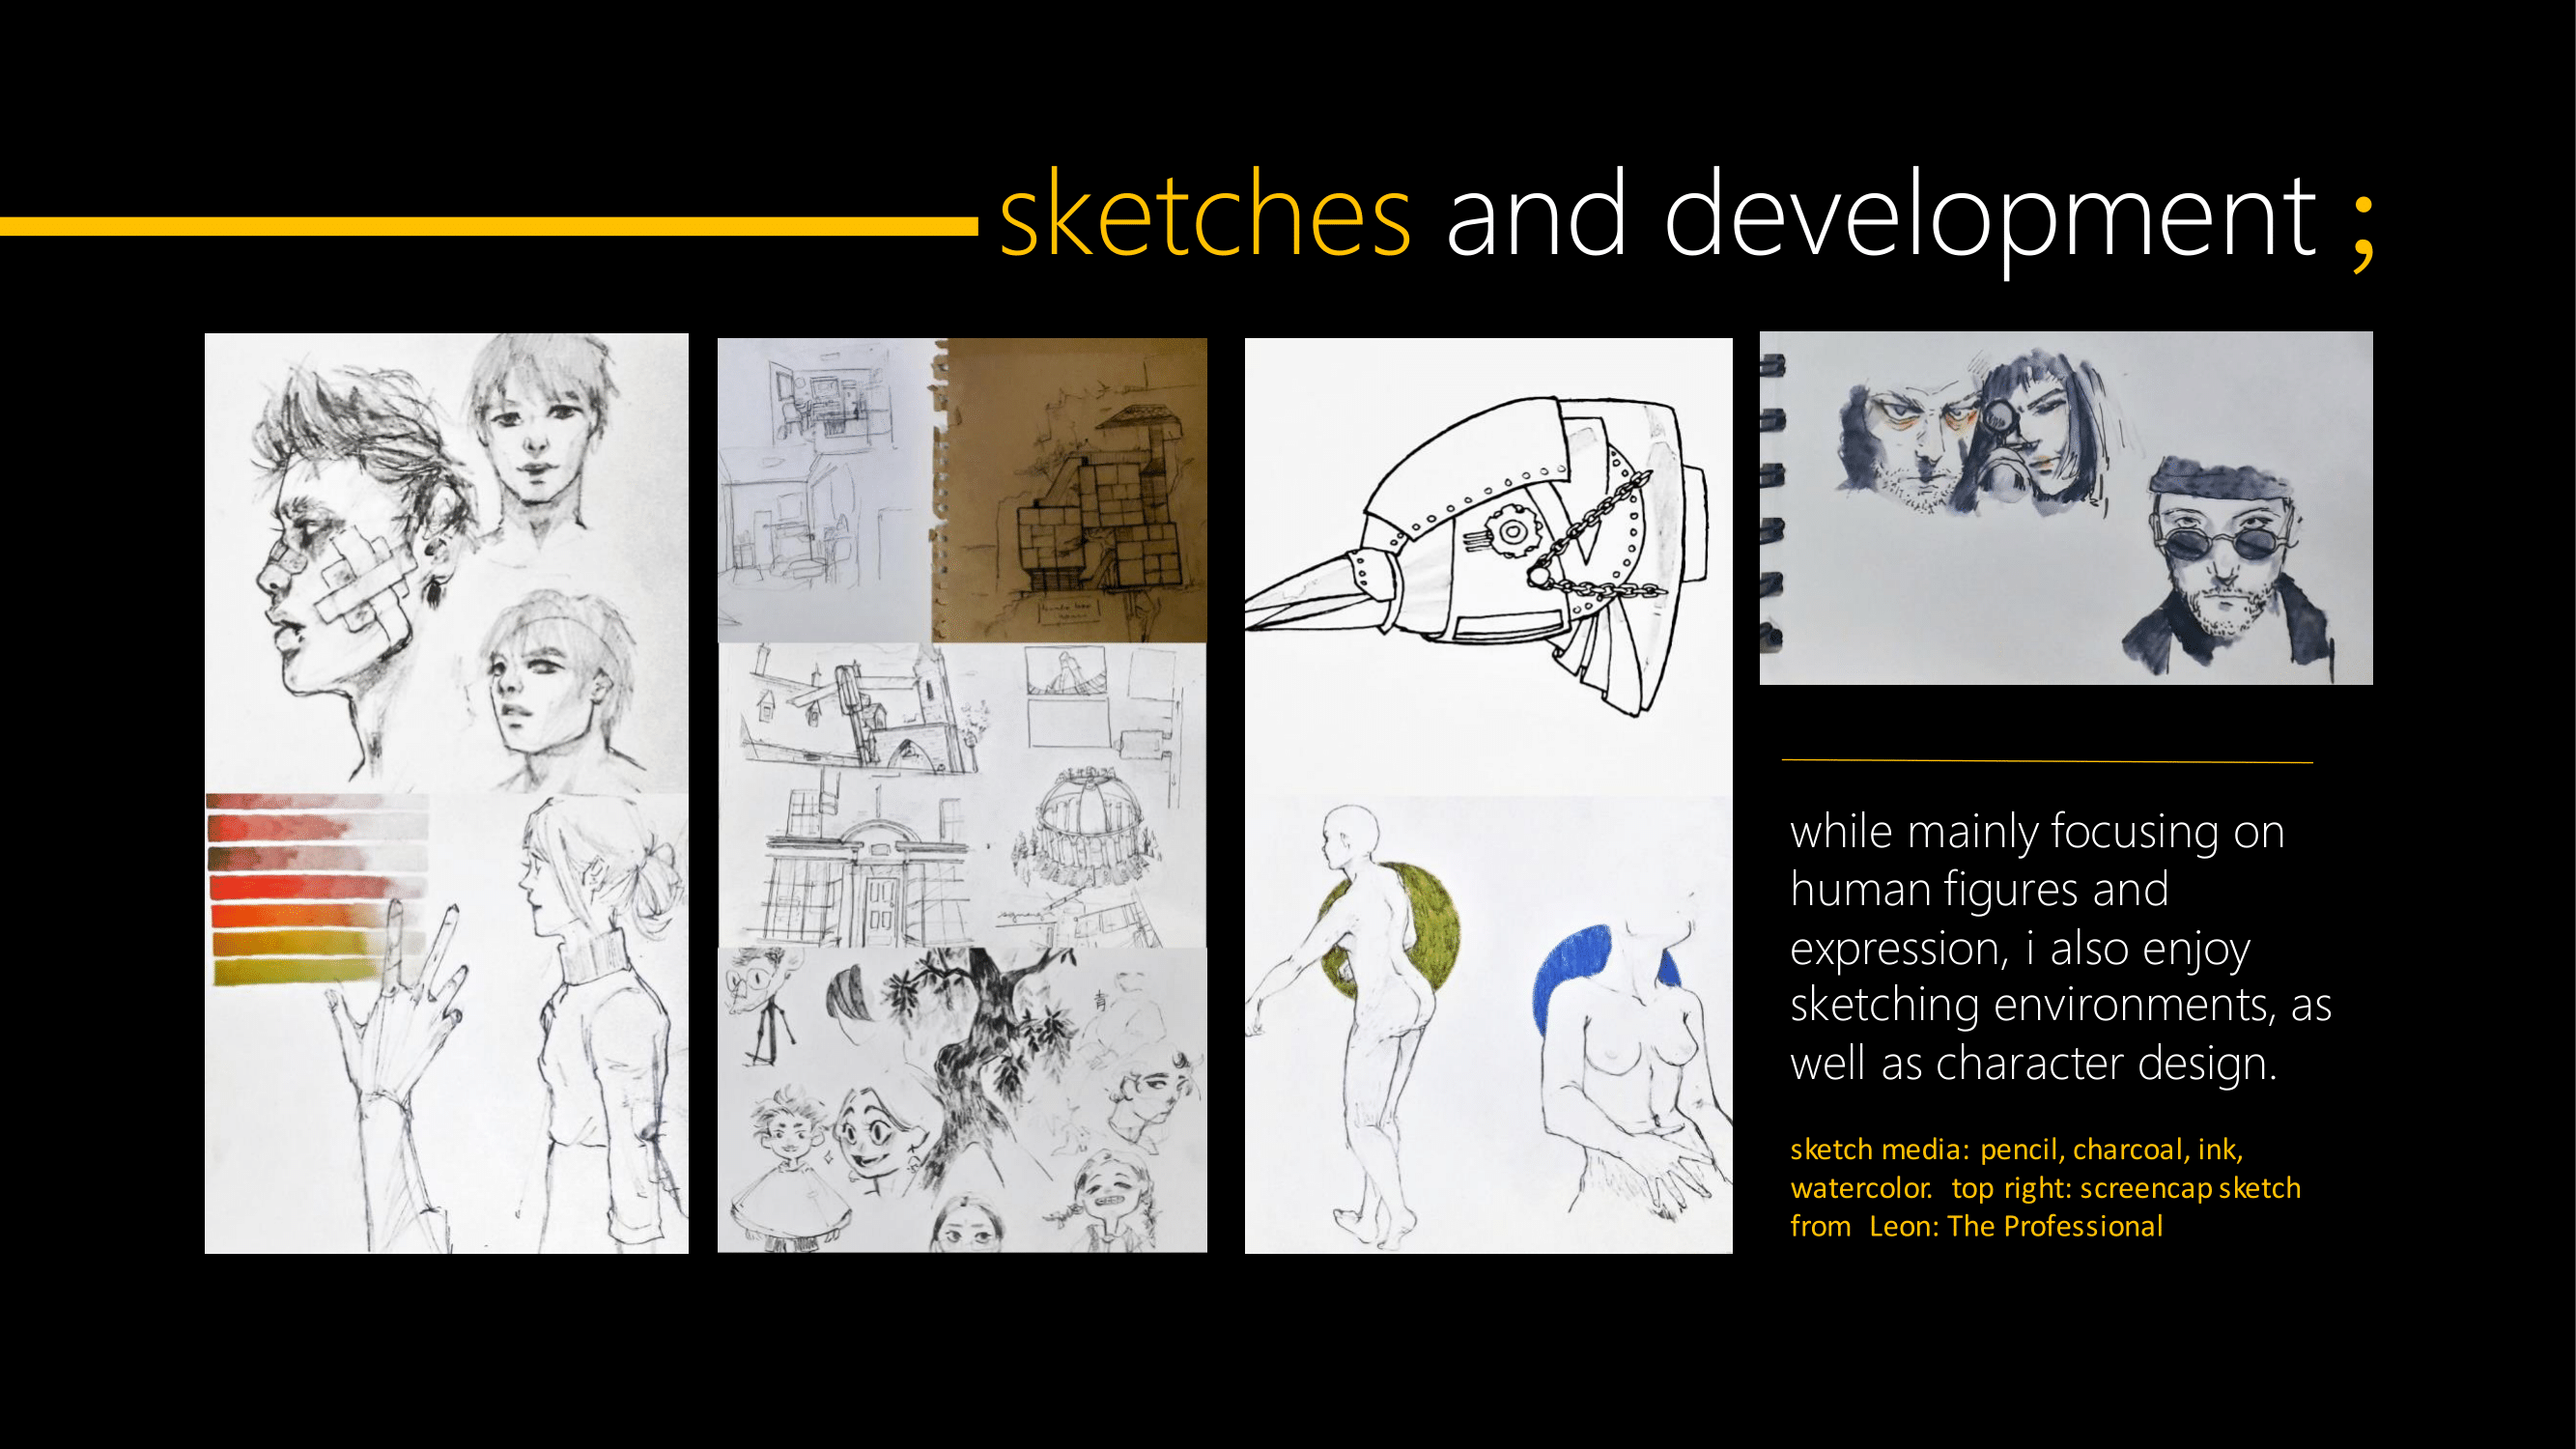 sketches and development ;
青
while mainly focusing on
human figures and
expression, i also enjoy
sketching environments, as
well as character design.
sketch media: pencil, charcoal, ink,
watercolor. top right: screencap sketch
from Leon: The Professional